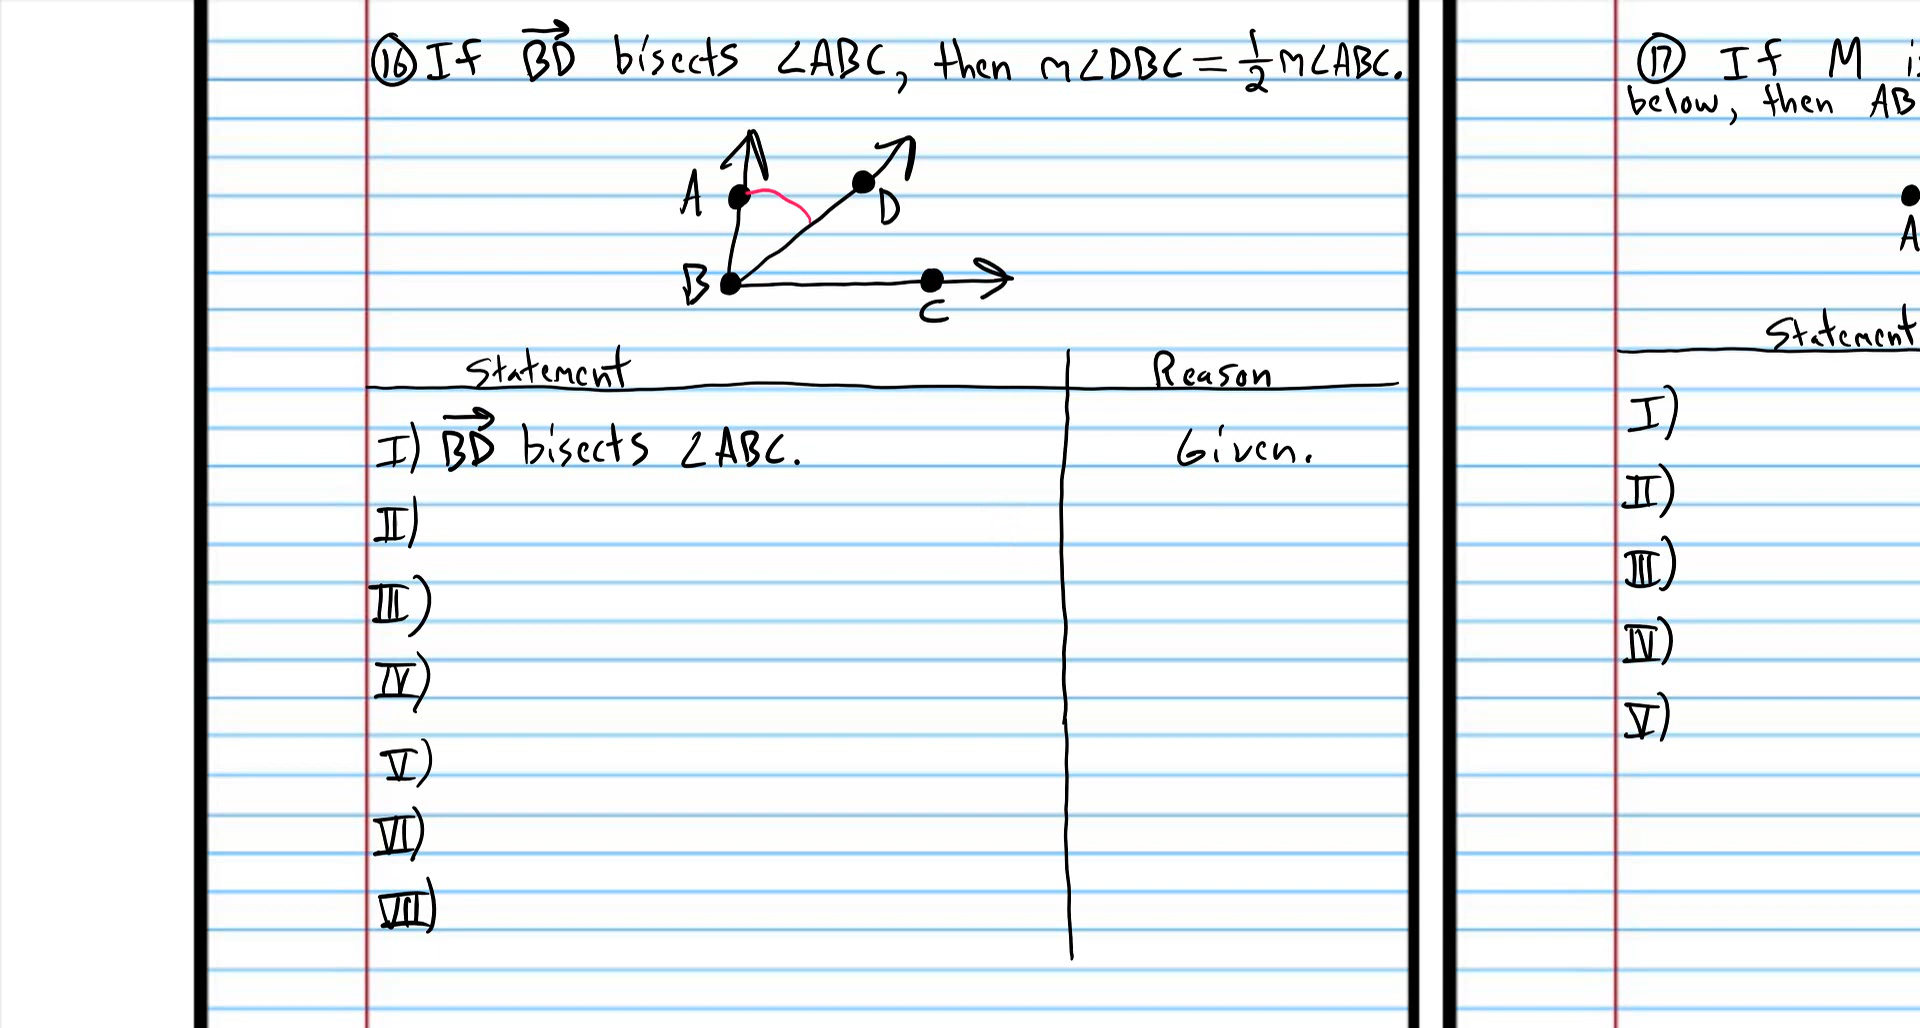 ⑯ If BD bisects ∠ABC, then m∠DBC = 1/2 m∠ABC.
A
D
B
C
Statement Reason
I) BD bisects ∠ABC. Given.
II)
III)
IV)
V)
VI)
VII)
⑰ If M
below, then AB
A
Statement
I)
II)
III)
IV)
V)